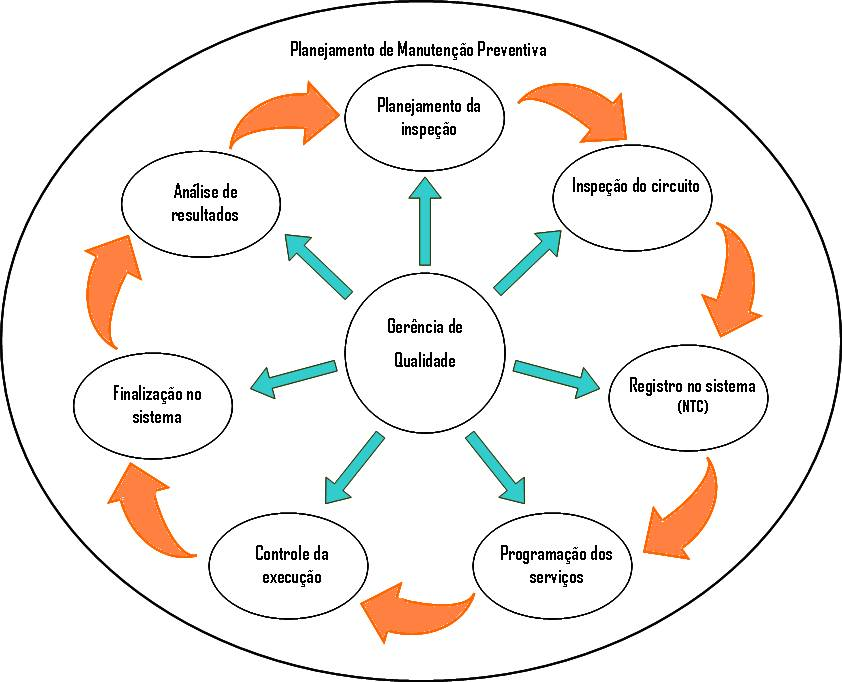 Planejamento de Manutenção Preventiva
Planejamento da
inspeção
Inspeção do circuito
Registro no sistema
(NTC)
Programação dos
serviços
Controle da
execução
Finalização no
sistema
Análise de
resultados
Gerência de
Qualidade